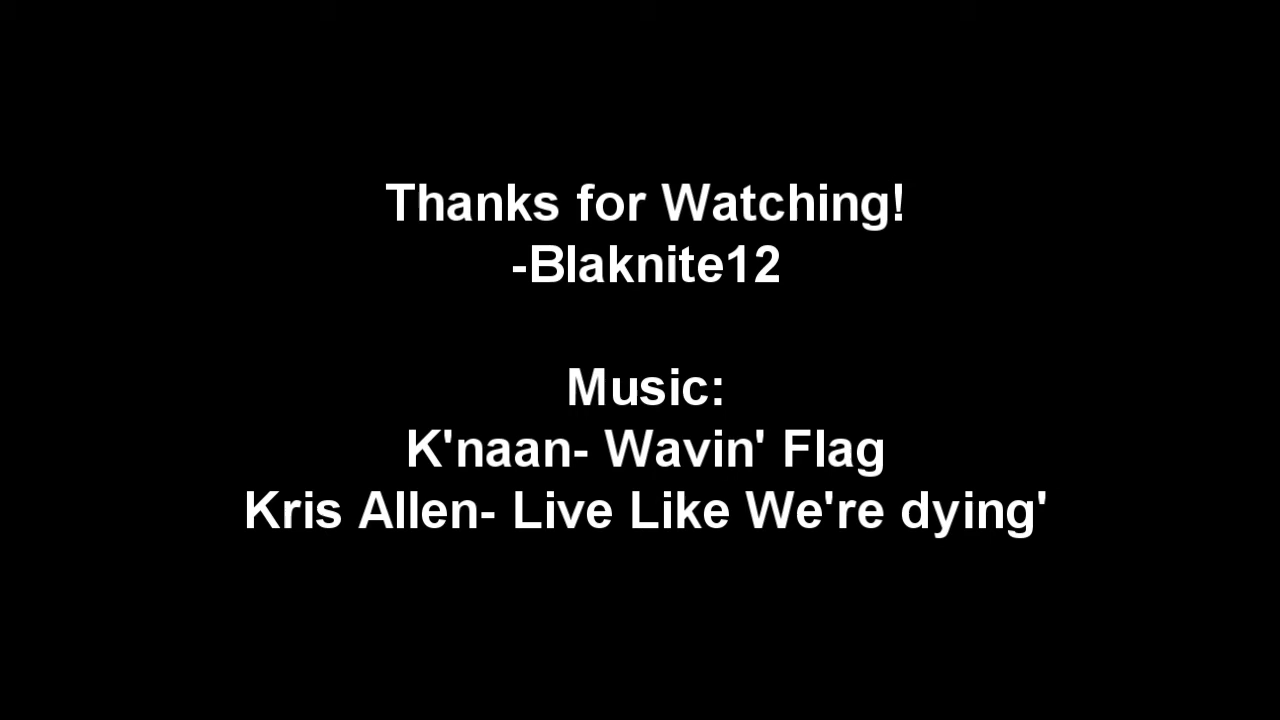 Thanks for Watching!
-Blaknite12
Music:
K'naan- Wavin' Flag
Kris Allen- Live Like We're dying'